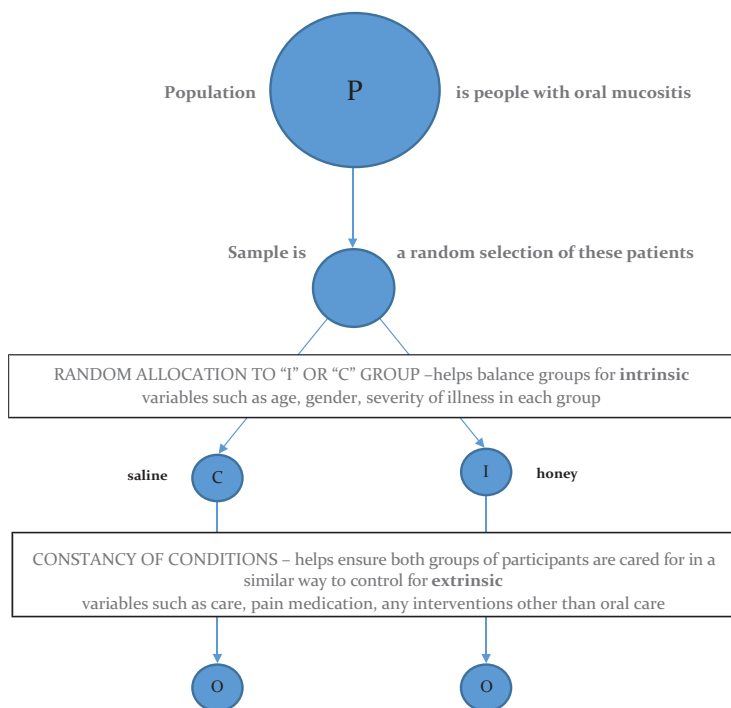 P
Population is people with oral mucositis
Sample is a random selection of these patients
RANDOM ALLOCATION TO “I” OR “C” GROUP –helps balance groups for intrinsic
variables such as age, gender, severity of illness in each group
saline C I honey
CONSTANCY OF CONDITIONS – helps ensure both groups of participants are cared for in a
similar way to control for extrinsic
variables such as care, pain medication, any interventions other than oral care
O O